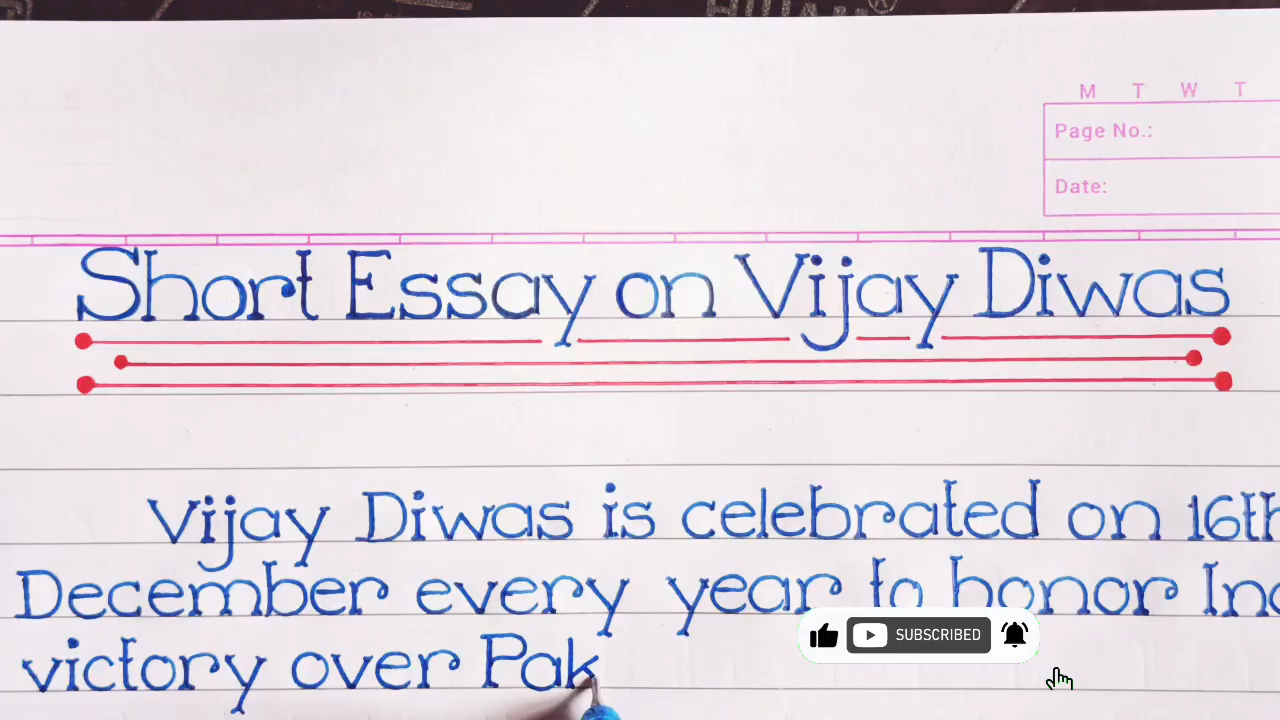 M T W T
Page No.:
Date:
Short Essay on Vijay Diwas
Vijay Diwas is celebrated on 16th
December every year to honor
victory over Pak
SUBSCRIBED